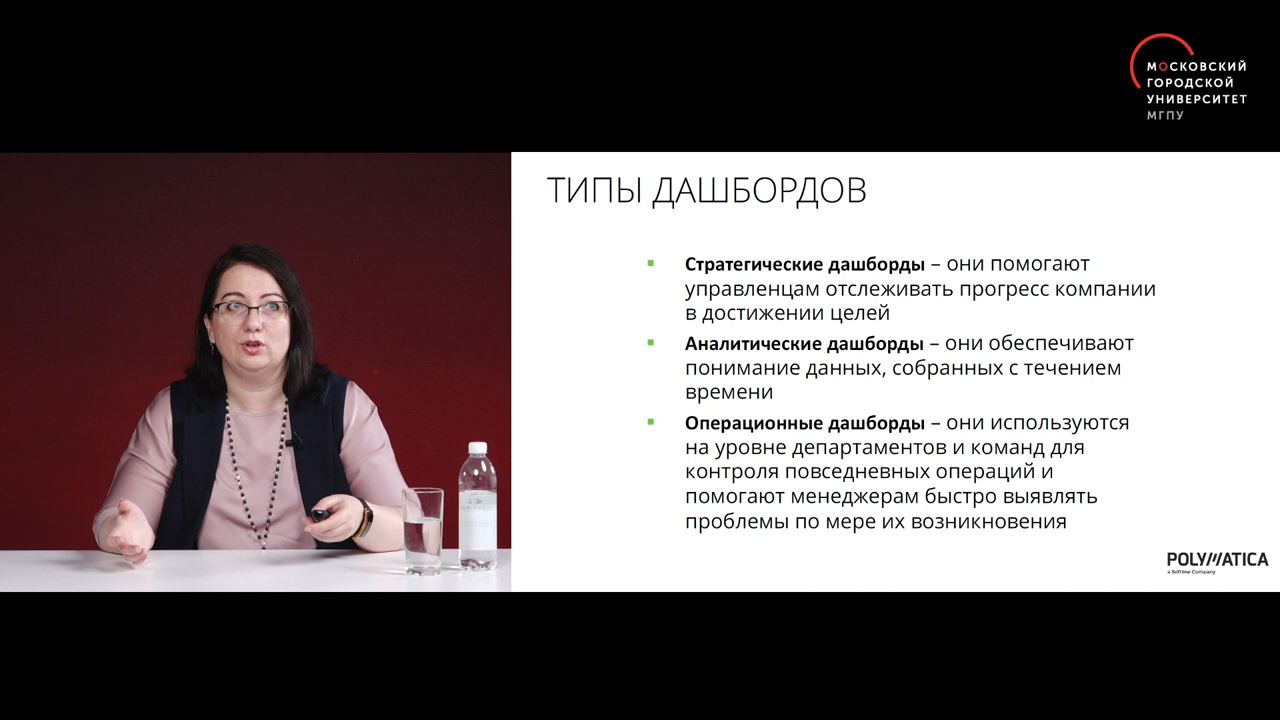 МОСКОВСКИЙ
ГОРОДСКОЙ
УНИВЕРСИТЕТ
МГПУ
ТИПЫ ДАШБОРДОВ
Стратегические дашборды – они помогают
управленцам отслеживать прогресс компании
в достижении целей
Аналитические дашборды – они обеспечивают
понимание данных, собранных с течением
времени
Операционные дашборды – они используются
на уровне департаментов и команд для
контроля повседневных операций и
помогают менеджерам быстро выявлять
проблемы по мере их возникновения
POLYMATICA
a Softline Company